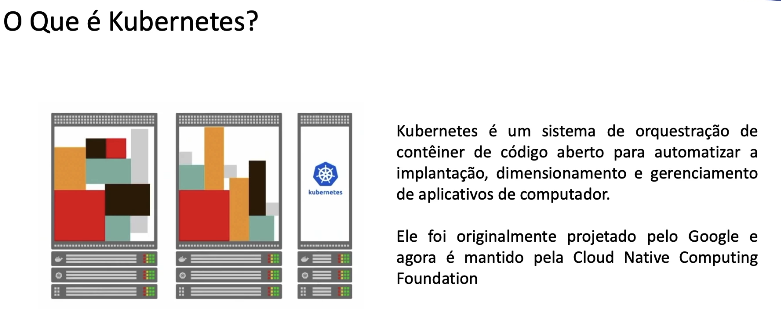 O Que é Kubernetes?
kubernetes
Kubernetes é um sistema de orquestração de
contêiner de código aberto para automatizar a
implantação, dimensionamento e gerenciamento
de aplicativos de computador.
Ele foi originalmente projetado pelo Google e
agora é mantido pela Cloud Native Computing
Foundation